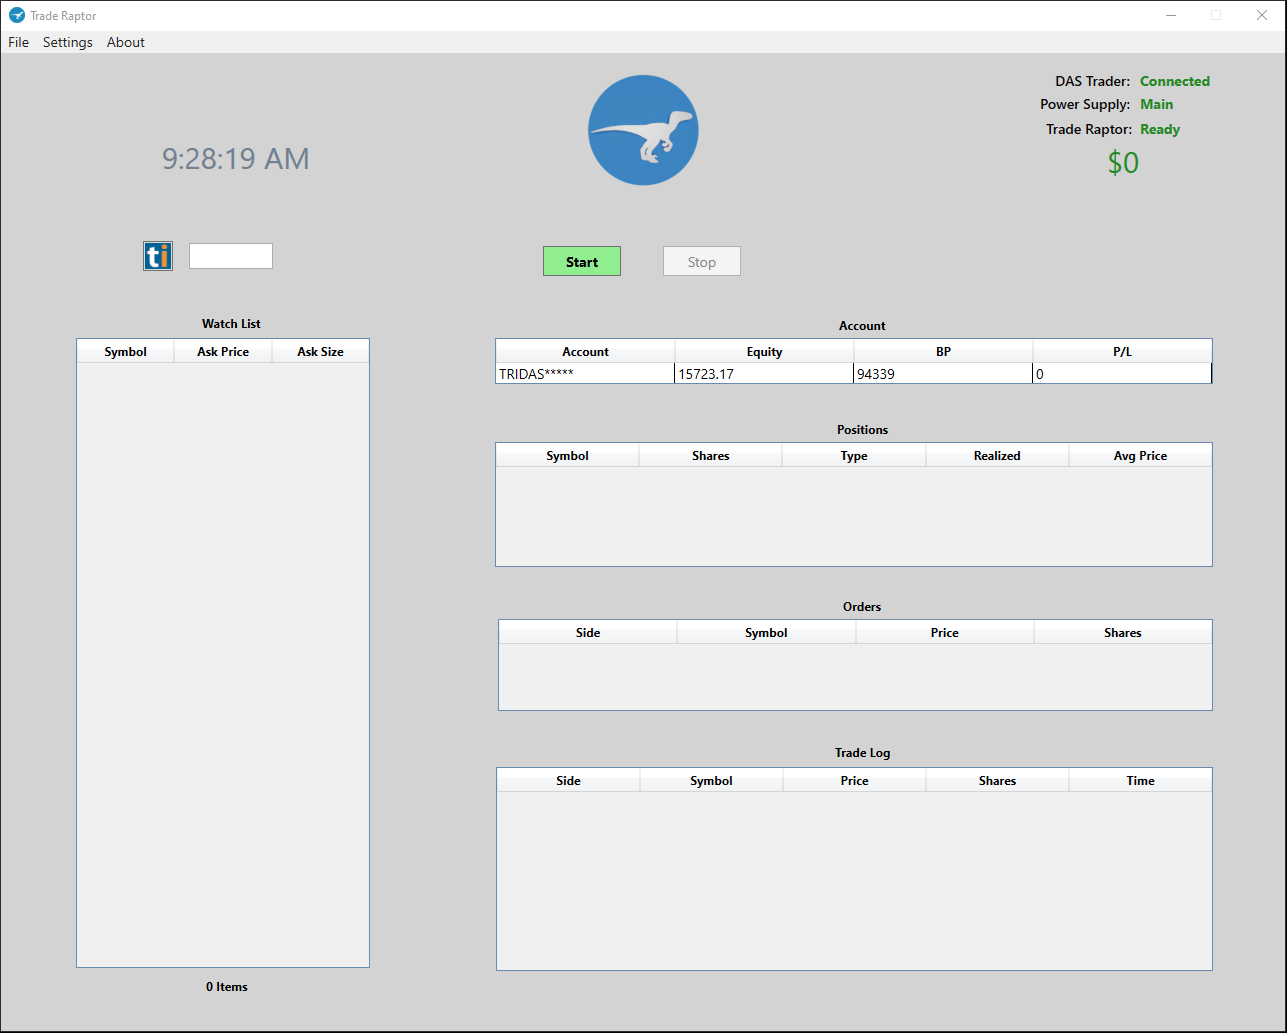 Trade Raptor
File Settings About
DAS Trader: Connected
Power Supply: Main
Trade Raptor: Ready
$0
9:28:19 AM
ti
Start Stop
Watch List
Symbol Ask Price Ask Size
0 Items
Account
Account Equity BP P/L
TRIDAS***** 15723.17 94339 0
Positions
Symbol Shares Type Realized Avg Price
Orders
Side Symbol Price Shares
Trade Log
Side Symbol Price Shares Time